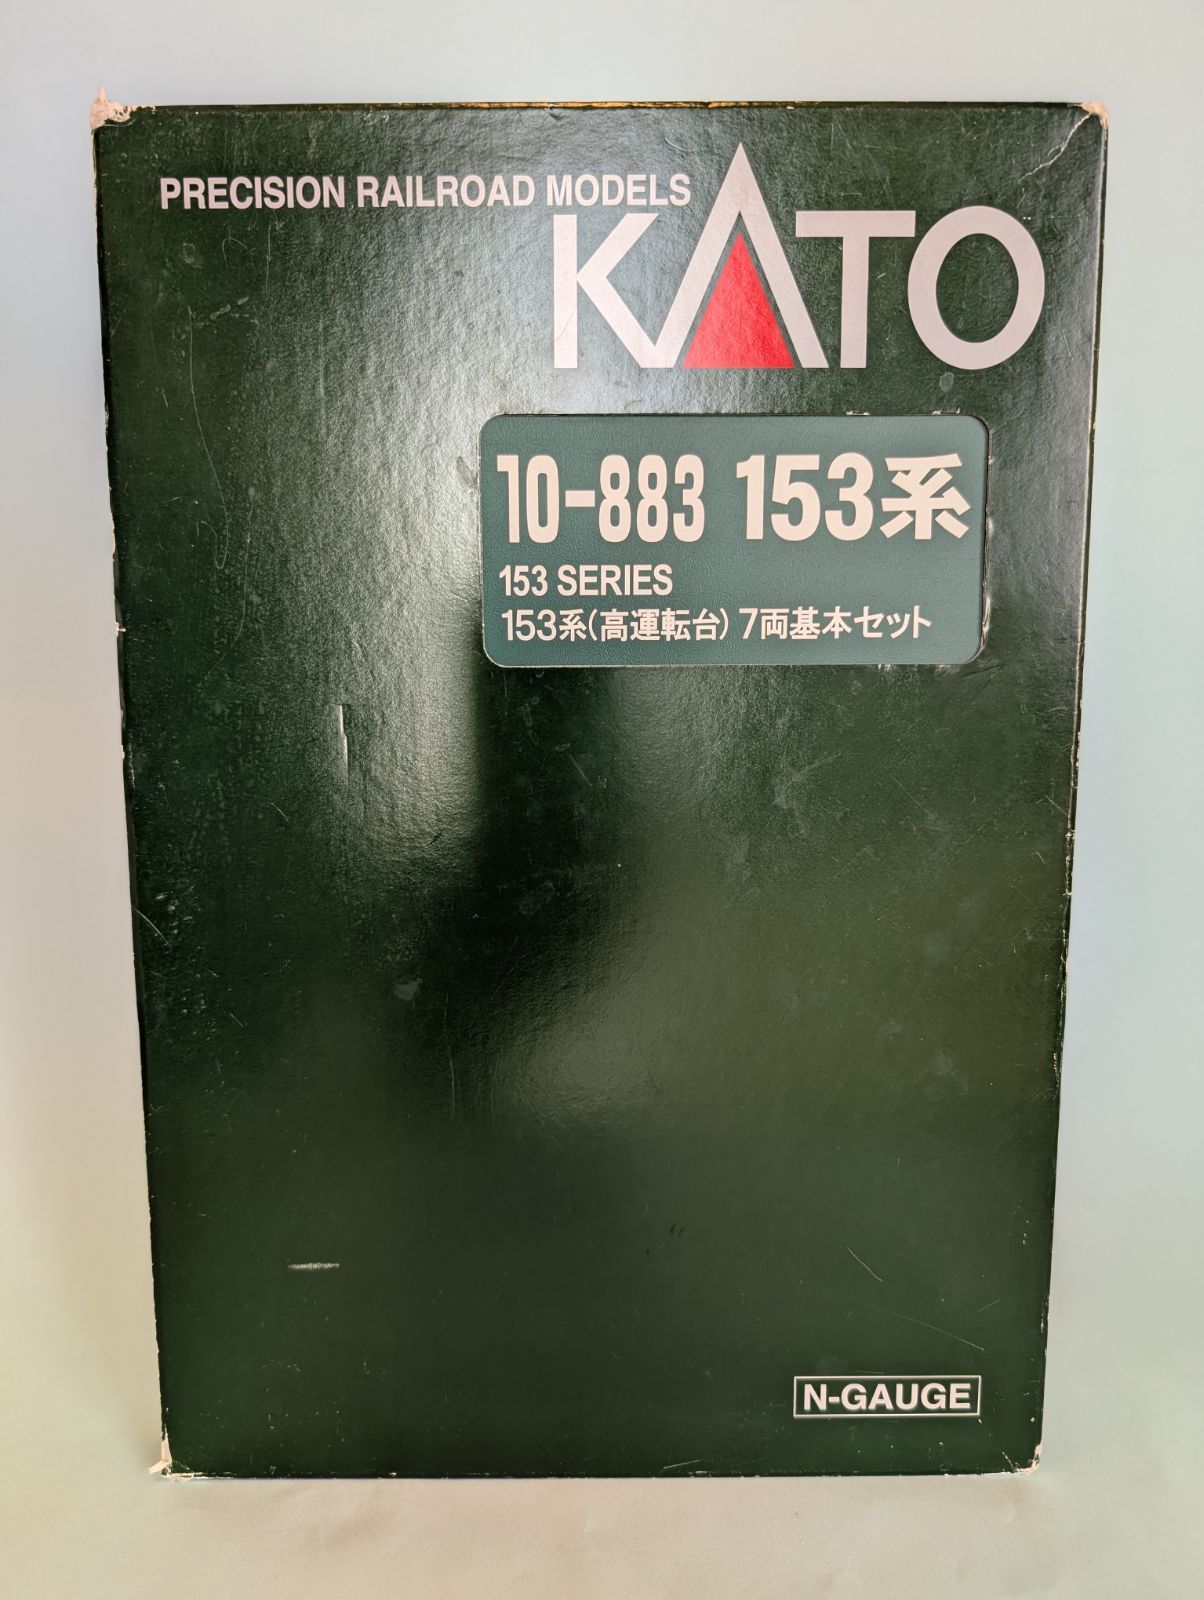 PRECISION RAILROAD MODELS
KATO
10-883 153系
153 SERIES
153系(高運転台) 7両基本セット
N-GAUGE